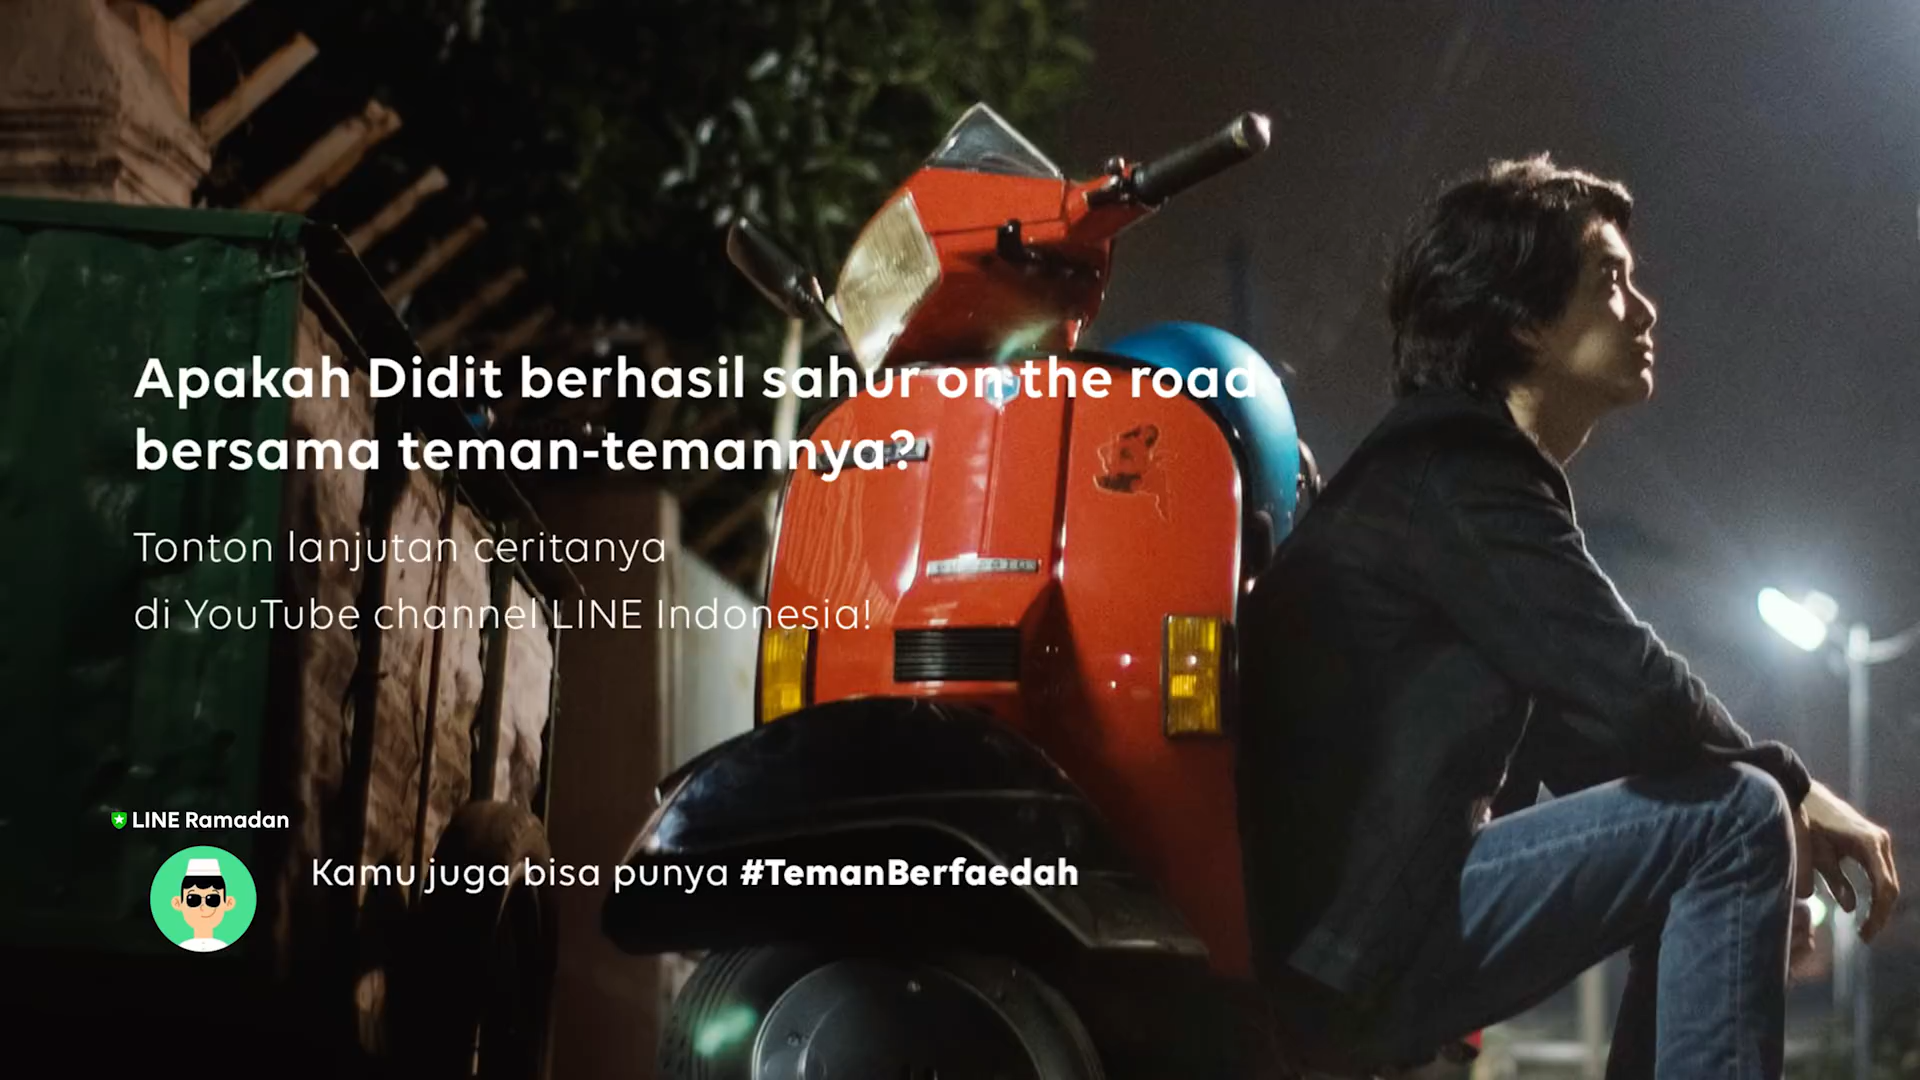 Apakah Didit berhasil sahur on the road
bersama teman-temannya?
Tonton lanjutan ceritanya
di YouTube channel LINE Indonesia!
LINE Ramadan
Kamu juga bisa punya #TemanBerfaedah